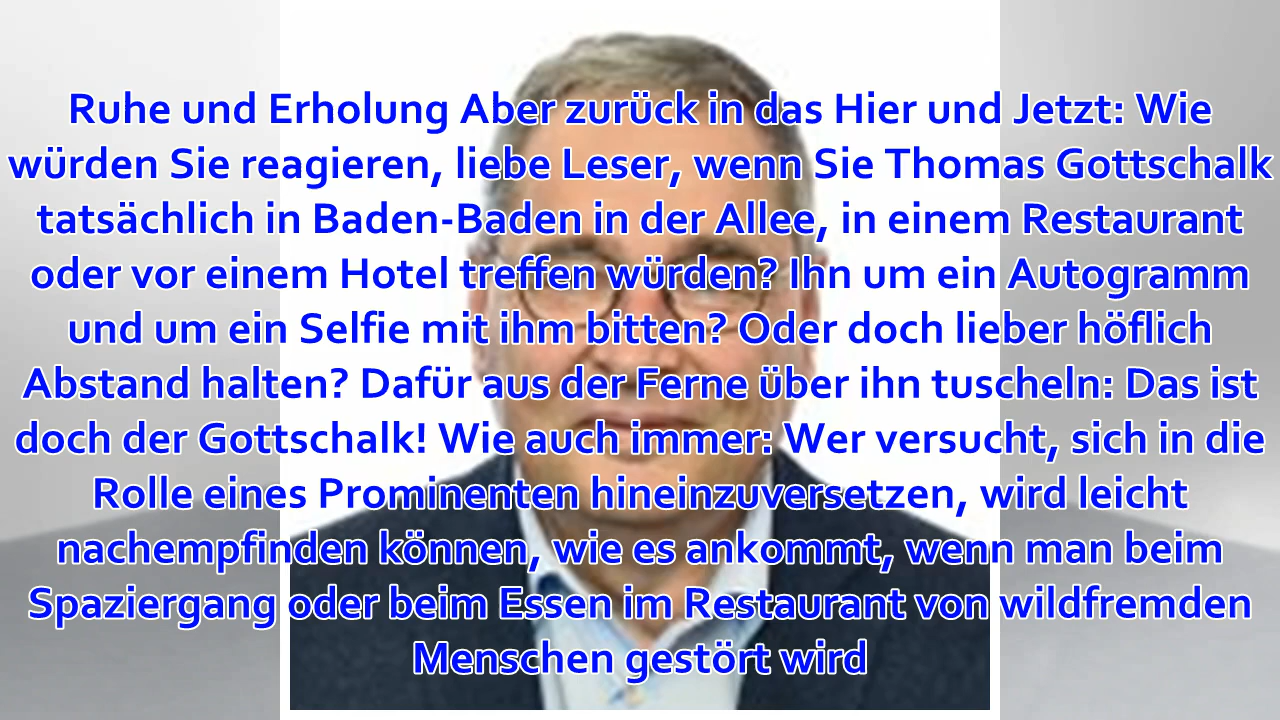 Ruhe und Erholung Aber zurück in das Hier und Jetzt: Wie
würden Sie reagieren, liebe Leser, wenn Sie Thomas Gottschalk
tatsächlich in Baden-Baden in der Allee, in einem Restaurant
oder vor einem Hotel treffen würden? Ihn um ein Autogramm
und um ein Selfie mit ihm bitten? Oder doch lieber höflich
Abstand halten? Dafür aus der Ferne über ihn tuscheln: Das ist
doch der Gottschalk! Wie auch immer: Wer versucht, sich in die
Rolle eines Prominenten hineinzuversetzen, wird leicht
nachempfinden können, wie es ankommt, wenn man beim
Spaziergang oder beim Essen im Restaurant von wildfremden
Menschen gestört wird